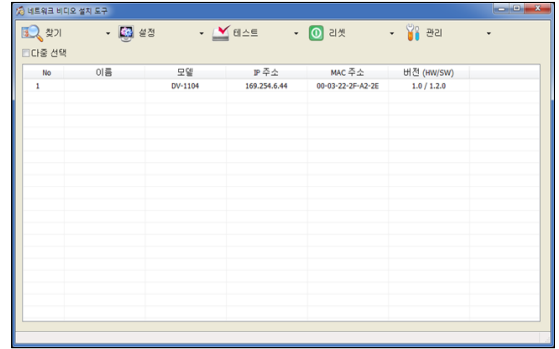 네트워크 비디오 설치 도구
찾기 설정 테스트 리셋 관리
다중 선택
No 이름 모델 IP 주소 MAC 주소 버전 (HW/SW)
1 DV-1104 169.254.6.44 00-03-22-2F-A2-2E 1.0 / 1.2.0